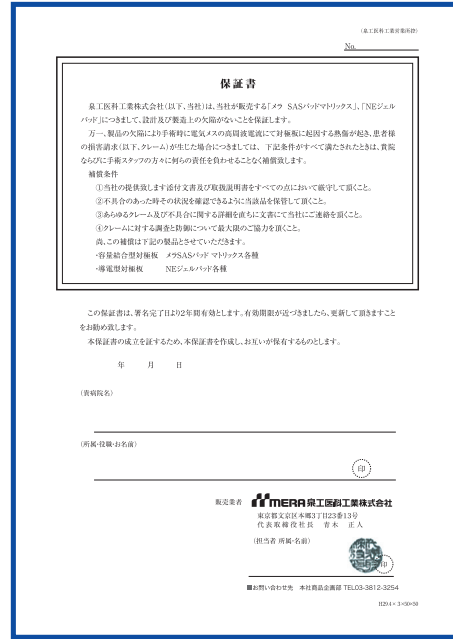 (泉工医科工業営業所控)
No.
保証書
泉工医科工業株式会社(以下、当社)は、当社が販売する「メラ SASパッドマトリックス」、「NEジェル
パッド」につきまして、設計及び製造上の欠陥がないことを保証します。
万一、製品の欠陥により手術時に電気メスの高周波電流にて対極板に起因する熱傷が起き、患者様
の損害請求(以下、クレーム)が生じた場合につきましては、下記条件がすべて満たされたときは、貴院
ならびに手術スタッフの方々に何らの責任を負わせることなく補償致します。
補償条件
①当社の提供致します添付文書及び取扱説明書をすべての点において厳守して頂くこと。
②不具合のあった時その状況を確認できるように当該品を保管して頂くこと。
③あらゆるクレーム及び不具合に関する詳細を直ちに文書にて当社にご連絡を頂くこと。
④クレームに対する調査と防御について最大限のご協力を頂くこと。
尚、この補償は下記の製品とさせていただきます。
・容量結合型対極板 メラSASパッド マトリックス各種
・導電型対極板 NEジェルパッド各種
この保証書は、署名完了日より2年間有効とします。有効期限が近づきましたら、更新して頂きますこと
をお勧め致します。
本保証書の成立を証するため、本保証書を作成し、お互いが保有するものとします。
年 月 日
(貴病院名)
(所属・役職・お名前)
印
販売業者 MERA 泉工医科工業株式会社
東京都文京区本郷3丁目23番13号
代表取締役社長 青木 正人
(担当者 所属・名前)
印
■お問い合わせ先 本社商品企画部 TEL03-3812-3254
H29.4×3×50×50